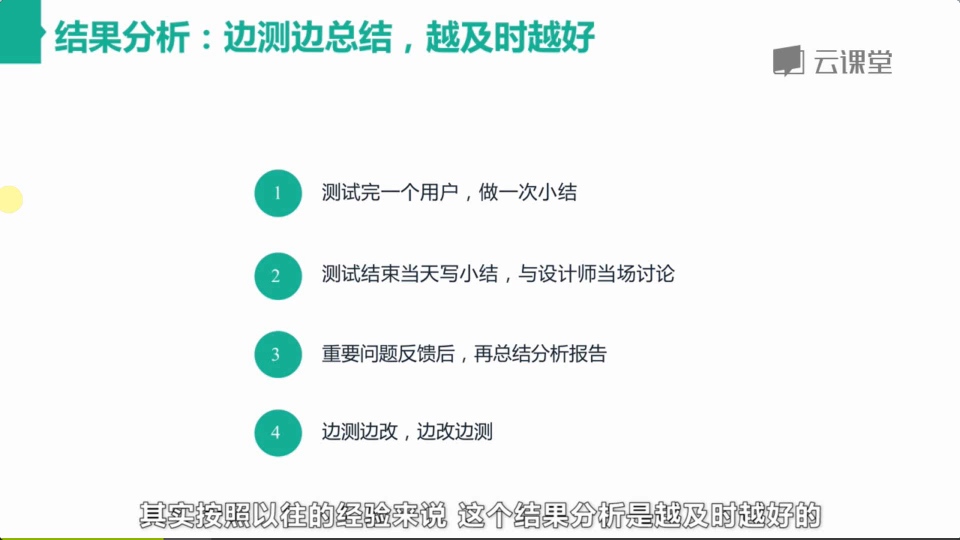 结果分析：边测边总结，越及时越好
云课堂
1 测试完一个用户，做一次小结
2 测试结束当天写小结，与设计师当场讨论
3 重要问题反馈后，再总结分析报告
4 边测边改，边改边测
其实按照以往的经验来说 这个结果分析是越及时越好的